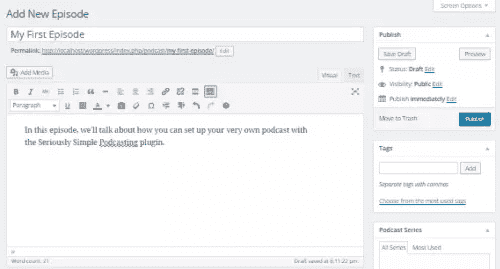 Screen Options
Add New Episode
My First Episode
Permalink: http://localhost/wordpress/index.php/podcast/my-first-episode/ Edit
Add Media
Visual Text
Paragraph
In this episode, we'll talk about how you can set up your very own podcast with
the Seriously Simple Podcasting plugin.
p
Word count: 21 Draft saved at 6:11:22 pm.
Publish
Save Draft Preview
Status: Draft Edit
Visibility: Public Edit
Publish immediately Edit
Move to Trash Publish
Tags
Add
Separate tags with commas
Choose from the most used tags
Podcast Series
All Series Most Used